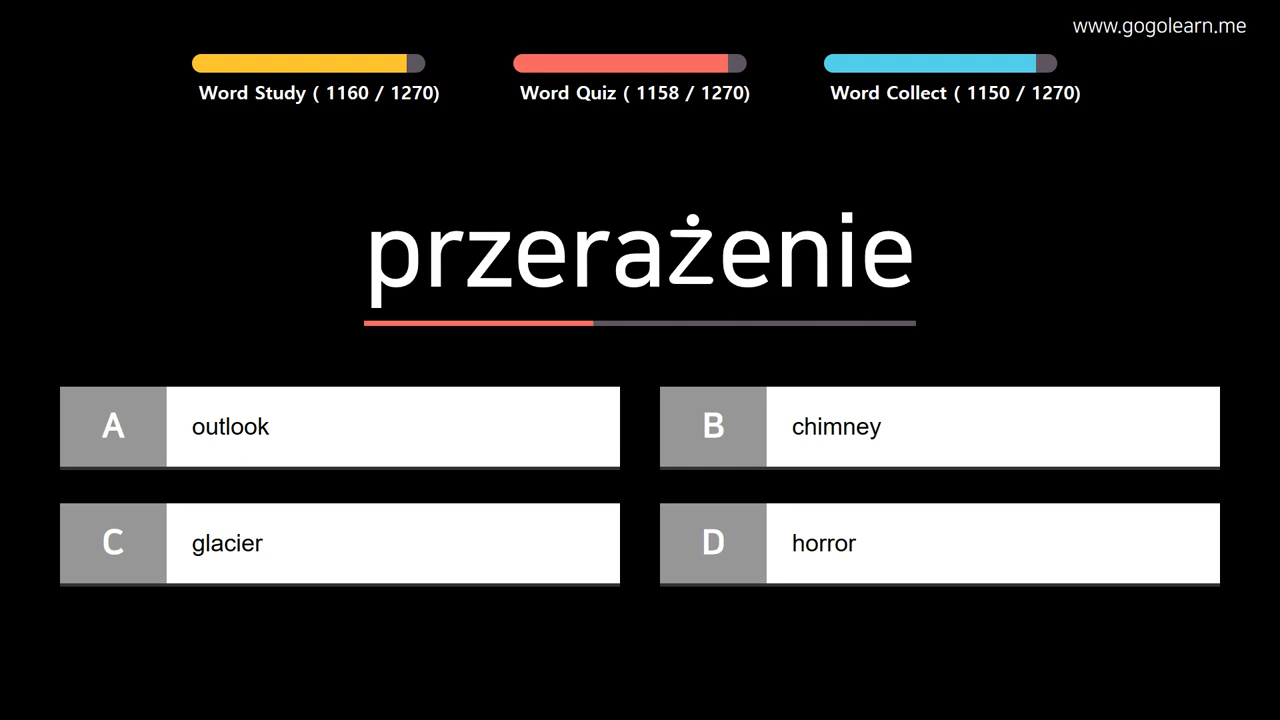 www.gogolearn.me
Word Study ( 1160 / 1270)
Word Quiz ( 1158 / 1270)
Word Collect ( 1150 / 1270)
przerażenie
A outlook
B chimney
C glacier
D horror